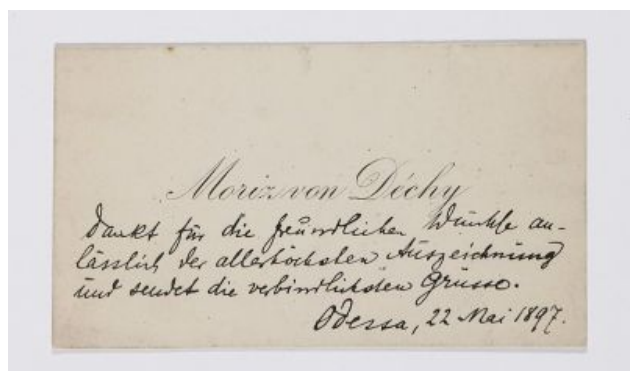 Moriz von Déchy
dankt für die freundlichen Wünsche an-
lässlich der allerhöchsten Auszeichnung
und sendet die verbindlichsten Grüsse.
Odessa, 22 Mai 1897.